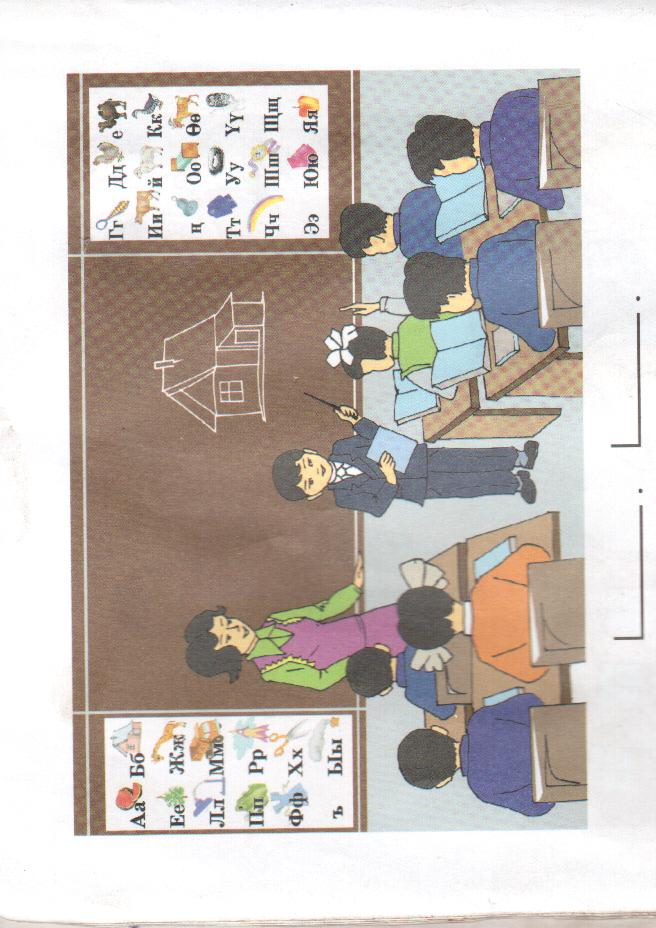 Аа Бб
Ее Жж
Лл Мм
Пп Рр
Фф Хх
ъ Ыы
Гг Дд е
Ии й Кк
ң Оо Өө
Тт Уу Үү
Чч Шш Щщ
Ээ Юю Яя